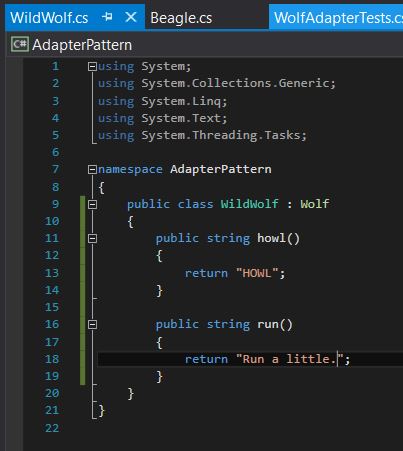 WildWolf.cs Beagle.cs WolfAdapterTests.cs
C# AdapterPattern
1 using System;
2 using System.Collections.Generic;
3 using System.Linq;
4 using System.Text;
5 using System.Threading.Tasks;
6
7 namespace AdapterPattern
8 {
9 public class WildWolf : Wolf
10 {
11 public string howl()
12 {
13 return "HOWL";
14 }
15
16 public string run()
17 {
18 return "Run a little.";
19 }
20 }
21 }
22